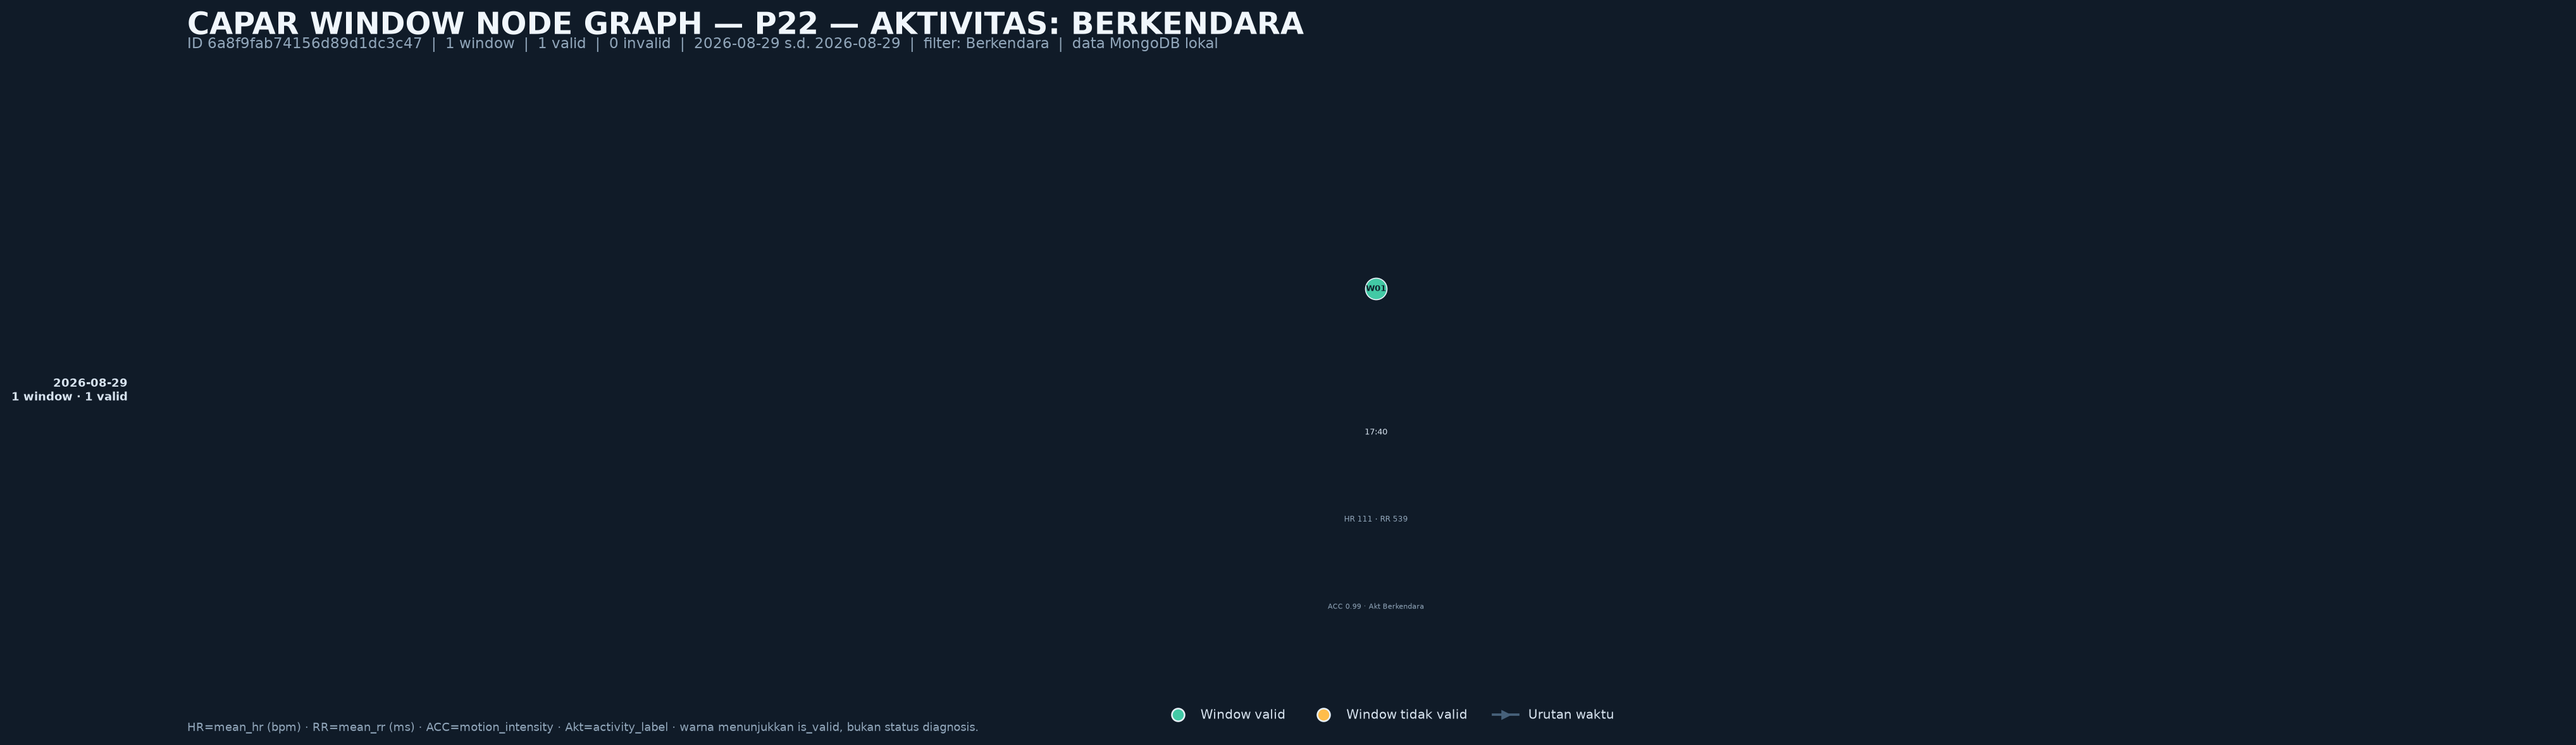 CAPAR WINDOW NODE GRAPH — P22 — AKTIVITAS: BERKENDARA
ID 6a8f9fab74156d89d1dc3c47 | 1 window | 1 valid | 0 invalid | 2026-08-29 s.d. 2026-08-29 | filter: Berkendara | data MongoDB lokal
W01
2026-08-29
1 window · 1 valid
17:40
HR 111 · RR 539
ACC 0.99 · Akt Berkendara
Window valid
Window tidak valid
Urutan waktu
HR=mean_hr (bpm) · RR=mean_rr (ms) · ACC=motion_intensity · Akt=activity_label · warna menunjukkan is_valid, bukan status diagnosis.